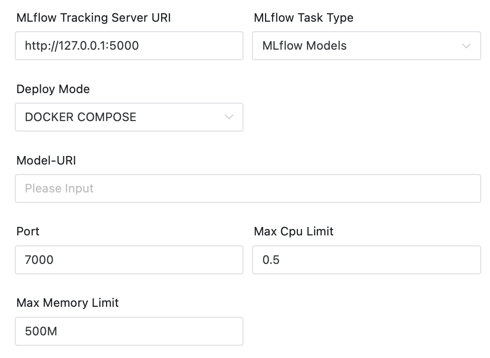 MLflow Tracking Server URI
MLflow Task Type
http://127.0.0.1:5000
MLflow Models
Deploy Mode
DOCKER COMPOSE
Model-URI
Please Input
Port
Max Cpu Limit
7000
0.5
Max Memory Limit
500M